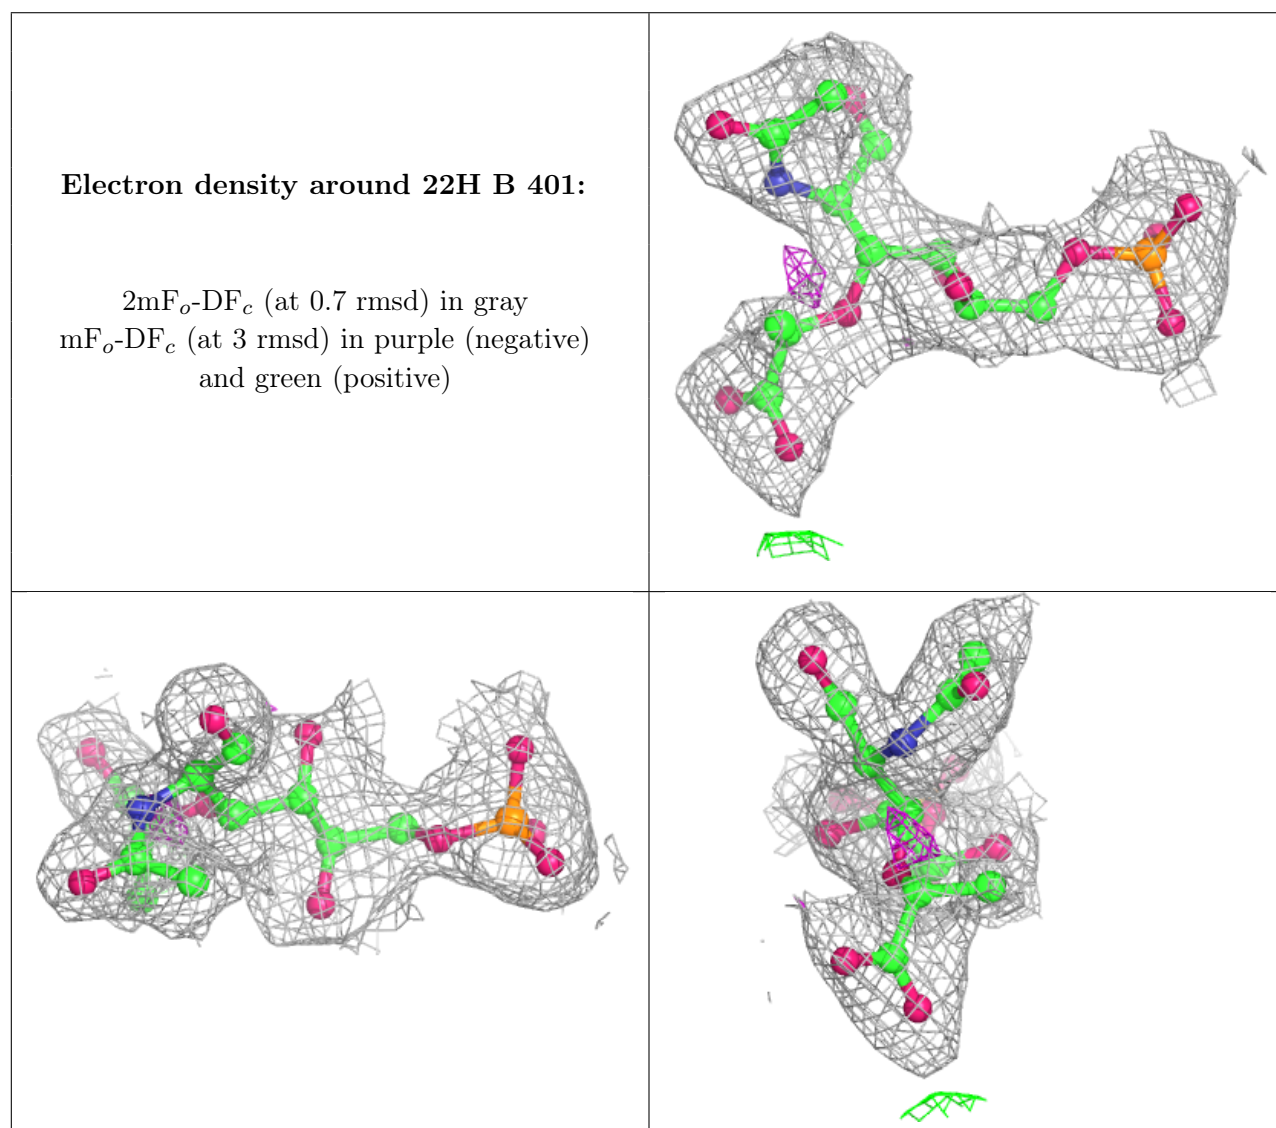 Electron density around 22H B 401:
2mFo-DFc (at 0.7 rmsd) in gray
mFo-DFc (at 3 rmsd) in purple (negative)
and green (positive)